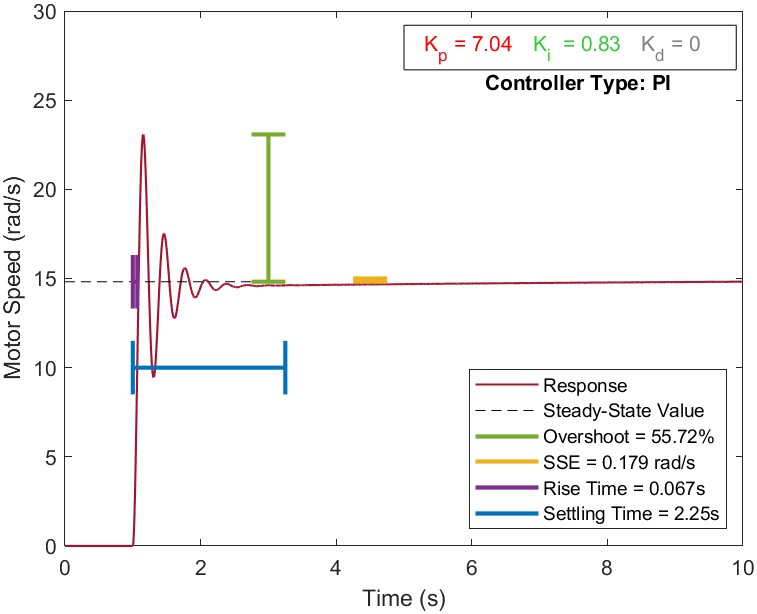 30
25
20
15
10
5
0
Motor Speed (rad/s)
Kp = 7.04 Ki = 0.83 Kd = 0
Controller Type: PI
Response
Steady-State Value
Overshoot = 55.72%
SSE = 0.179 rad/s
Rise Time = 0.067s
Settling Time = 2.25s
0 2 4 6 8 10
Time (s)